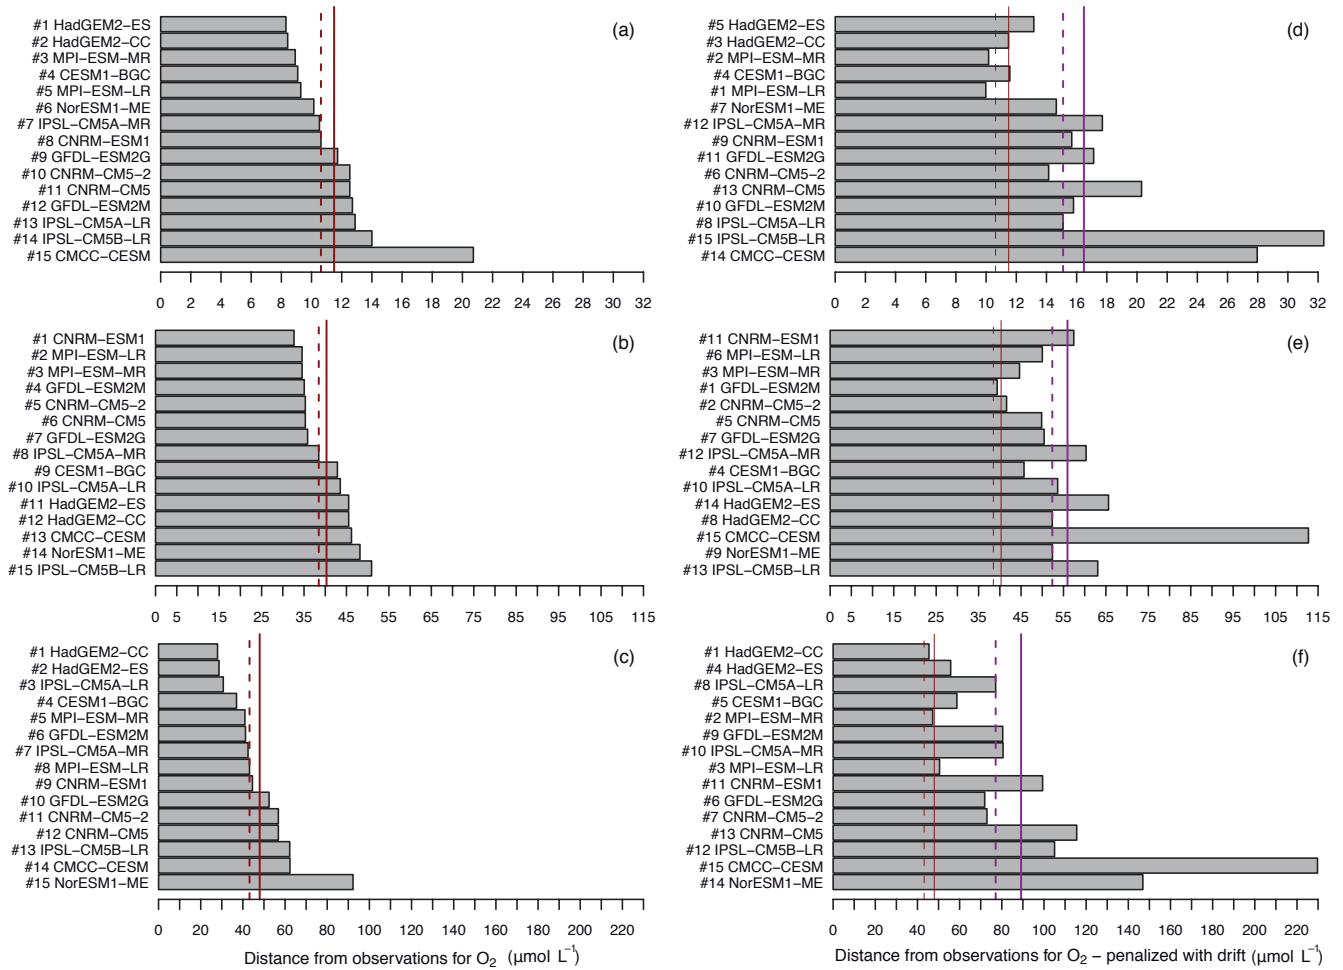 (a)
#1 HadGEM2−ES
#2 HadGEM2−CC
#3 MPI−ESM−MR
#4 CESM1−BGC
#5 MPI−ESM−LR
#6 NorESM1−ME
#7 IPSL−CM5A−MR
#8 CNRM−ESM1
#9 GFDL−ESM2G
#10 CNRM−CM5−2
#11 CNRM−CM5
#12 GFDL−ESM2M
#13 IPSL−CM5A−LR
#14 IPSL−CM5B−LR
#15 CMCC−CESM
0 2 4 6 8 10 12 14 16 18 20 22 24 26 28 30 32
(d)
#5 HadGEM2−ES
#3 HadGEM2−CC
#2 MPI−ESM−MR
#4 CESM1−BGC
#1 MPI−ESM−LR
#7 NorESM1−ME
#12 IPSL−CM5A−MR
#9 CNRM−ESM1
#11 GFDL−ESM2G
#6 CNRM−CM5−2
#13 CNRM−CM5
#10 GFDL−ESM2M
#8 IPSL−CM5A−LR
#15 IPSL−CM5B−LR
#14 CMCC−CESM
0 2 4 6 8 10 12 14 16 18 20 22 24 26 28 30 32
(b)
#1 CNRM−ESM1
#2 MPI−ESM−LR
#3 MPI−ESM−MR
#4 GFDL−ESM2M
#5 CNRM−CM5−2
#6 CNRM−CM5
#7 GFDL−ESM2G
#8 IPSL−CM5A−MR
#9 CESM1−BGC
#10 IPSL−CM5A−LR
#11 HadGEM2−ES
#12 HadGEM2−CC
#13 CMCC−CESM
#14 NorESM1−ME
#15 IPSL−CM5B−LR
0 5 15 25 35 45 55 65 75 85 95 105 115
(e)
#11 CNRM−ESM1
#6 MPI−ESM−LR
#3 MPI−ESM−MR
#1 GFDL−ESM2M
#2 CNRM−CM5−2
#5 CNRM−CM5
#7 GFDL−ESM2G
#12 IPSL−CM5A−MR
#4 CESM1−BGC
#10 IPSL−CM5A−LR
#14 HadGEM2−ES
#8 HadGEM2−CC
#15 CMCC−CESM
#9 NorESM1−ME
#13 IPSL−CM5B−LR
0 5 15 25 35 45 55 65 75 85 95 105 115
(c)
#1 HadGEM2−CC
#2 HadGEM2−ES
#3 IPSL−CM5A−LR
#4 CESM1−BGC
#5 MPI−ESM−MR
#6 GFDL−ESM2M
#7 IPSL−CM5A−MR
#8 MPI−ESM−LR
#9 CNRM−ESM1
#10 GFDL−ESM2G
#11 CNRM−CM5−2
#12 CNRM−CM5
#13 IPSL−CM5B−LR
#14 CMCC−CESM
#15 NorESM1−ME
0 20 40 60 80 100 120 140 160 180 200 220
Distance from observations for O₂ (μmol L⁻¹)
(f)
#1 HadGEM2−CC
#4 HadGEM2−ES
#8 IPSL−CM5A−LR
#5 CESM1−BGC
#2 MPI−ESM−MR
#9 GFDL−ESM2M
#10 IPSL−CM5A−MR
#3 MPI−ESM−LR
#11 CNRM−ESM1
#6 GFDL−ESM2G
#7 CNRM−CM5−2
#13 CNRM−CM5
#12 IPSL−CM5B−LR
#15 CMCC−CESM
#14 NorESM1−ME
0 20 40 60 80 100 120 140 160 180 200 220
Distance from observations for O₂ − penalized with drift (μmol L⁻¹)